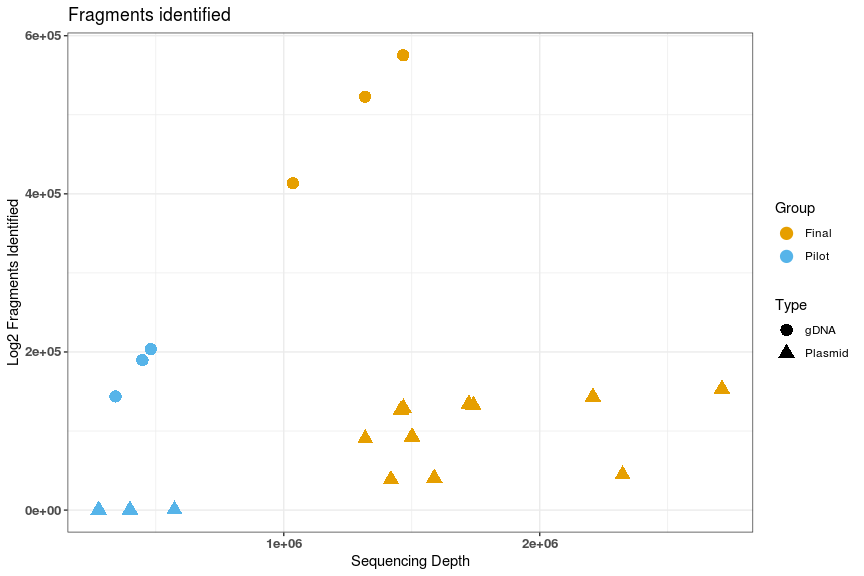 Fragments identified
Log2 Fragments Identified
6e+05
4e+05
2e+05
0e+00
1e+06
2e+06
Sequencing Depth
Group
Final
Pilot
Type
gDNA
Plasmid